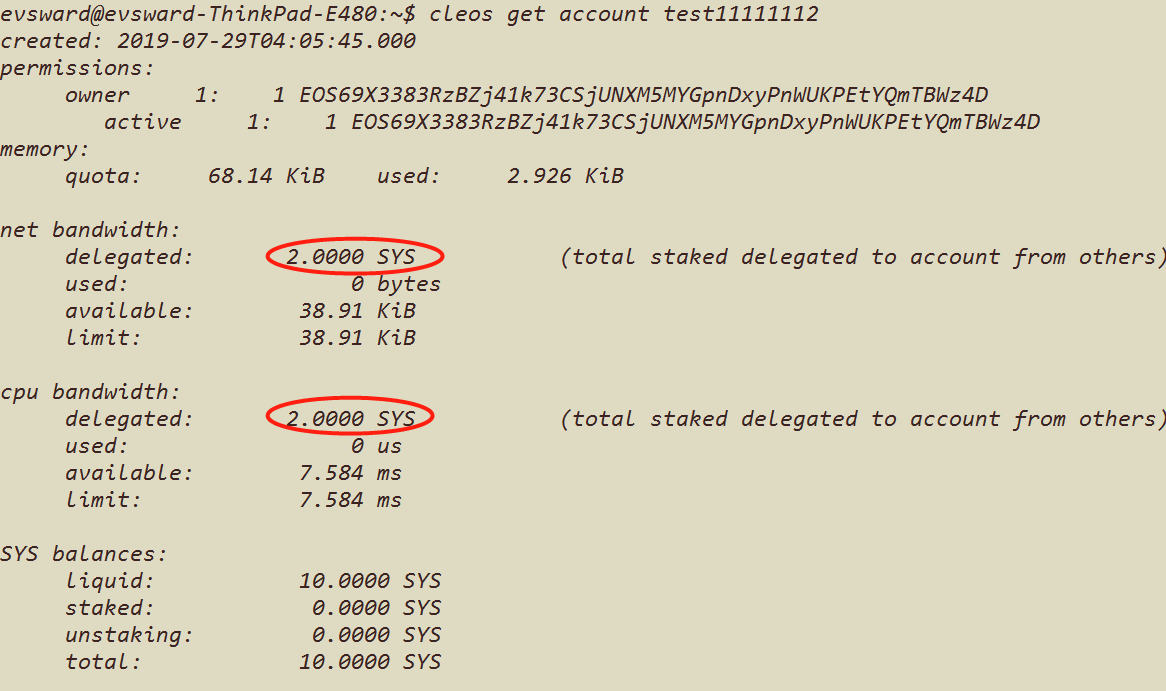 evsward@evsward-ThinkPad-E480:~$ cleos get account test11111112
created: 2019-07-29T04:05:45.000
permissions:
     owner     1:    1 EOS69X3383RzBZj41k73CSjUNXM5MYGpnDxyPnWUKPEtYQmTBWz4D
        active     1:    1 EOS69X3383RzBZj41k73CSjUNXM5MYGpnDxyPnWUKPEtYQmTBWz4D
memory:
     quota:     68.14 KiB    used:     2.926 KiB
net bandwidth:
     delegated:       2.0000 SYS           (total staked delegated to account from others)
     used:                 0 bytes
     available:        38.91 KiB
     limit:            38.91 KiB
cpu bandwidth:
     delegated:       2.0000 SYS           (total staked delegated to account from others)
     used:                 0 us
     available:        7.584 ms
     limit:            7.584 ms
SYS balances:
     liquid:           10.0000 SYS
     staked:            0.0000 SYS
     unstaking:         0.0000 SYS
     total:            10.0000 SYS